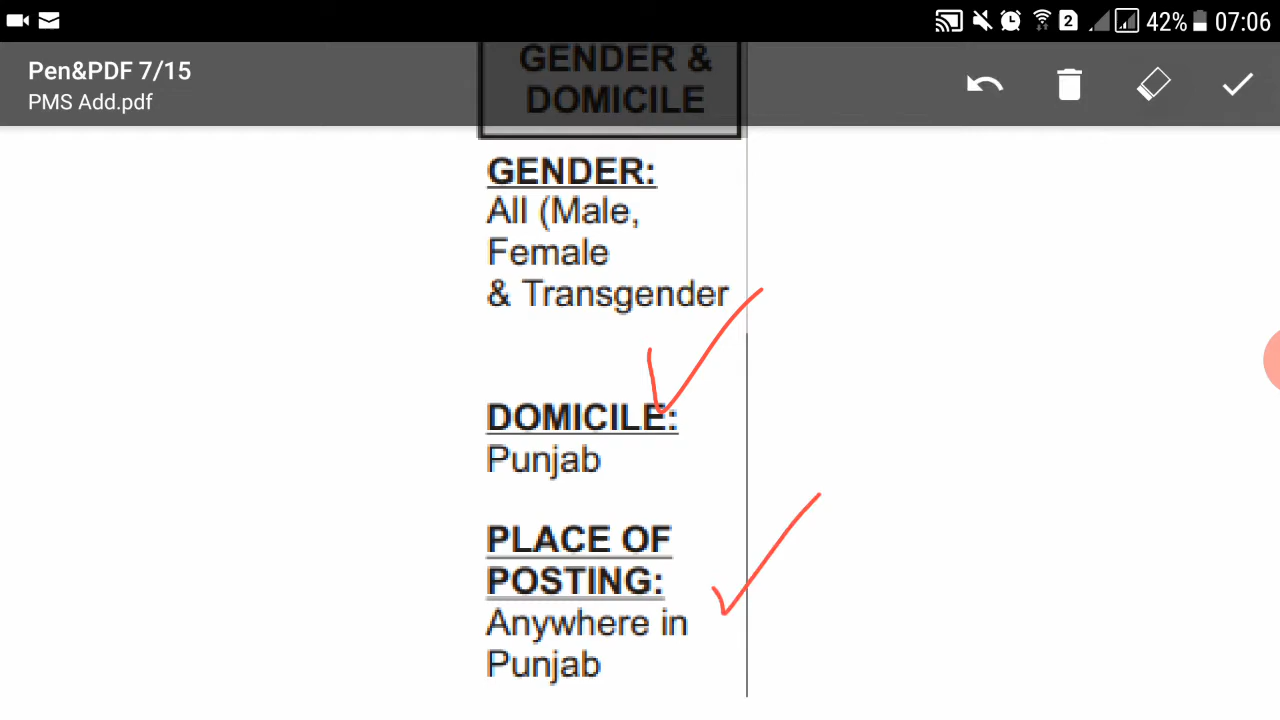 42% 07:06
Pen&PDF 7/15
PMS Add.pdf
GENDER &
DOMICILE
GENDER:
All (Male,
Female
& Transgender
DOMICILE:
Punjab
PLACE OF
POSTING:
Anywhere in
Punjab